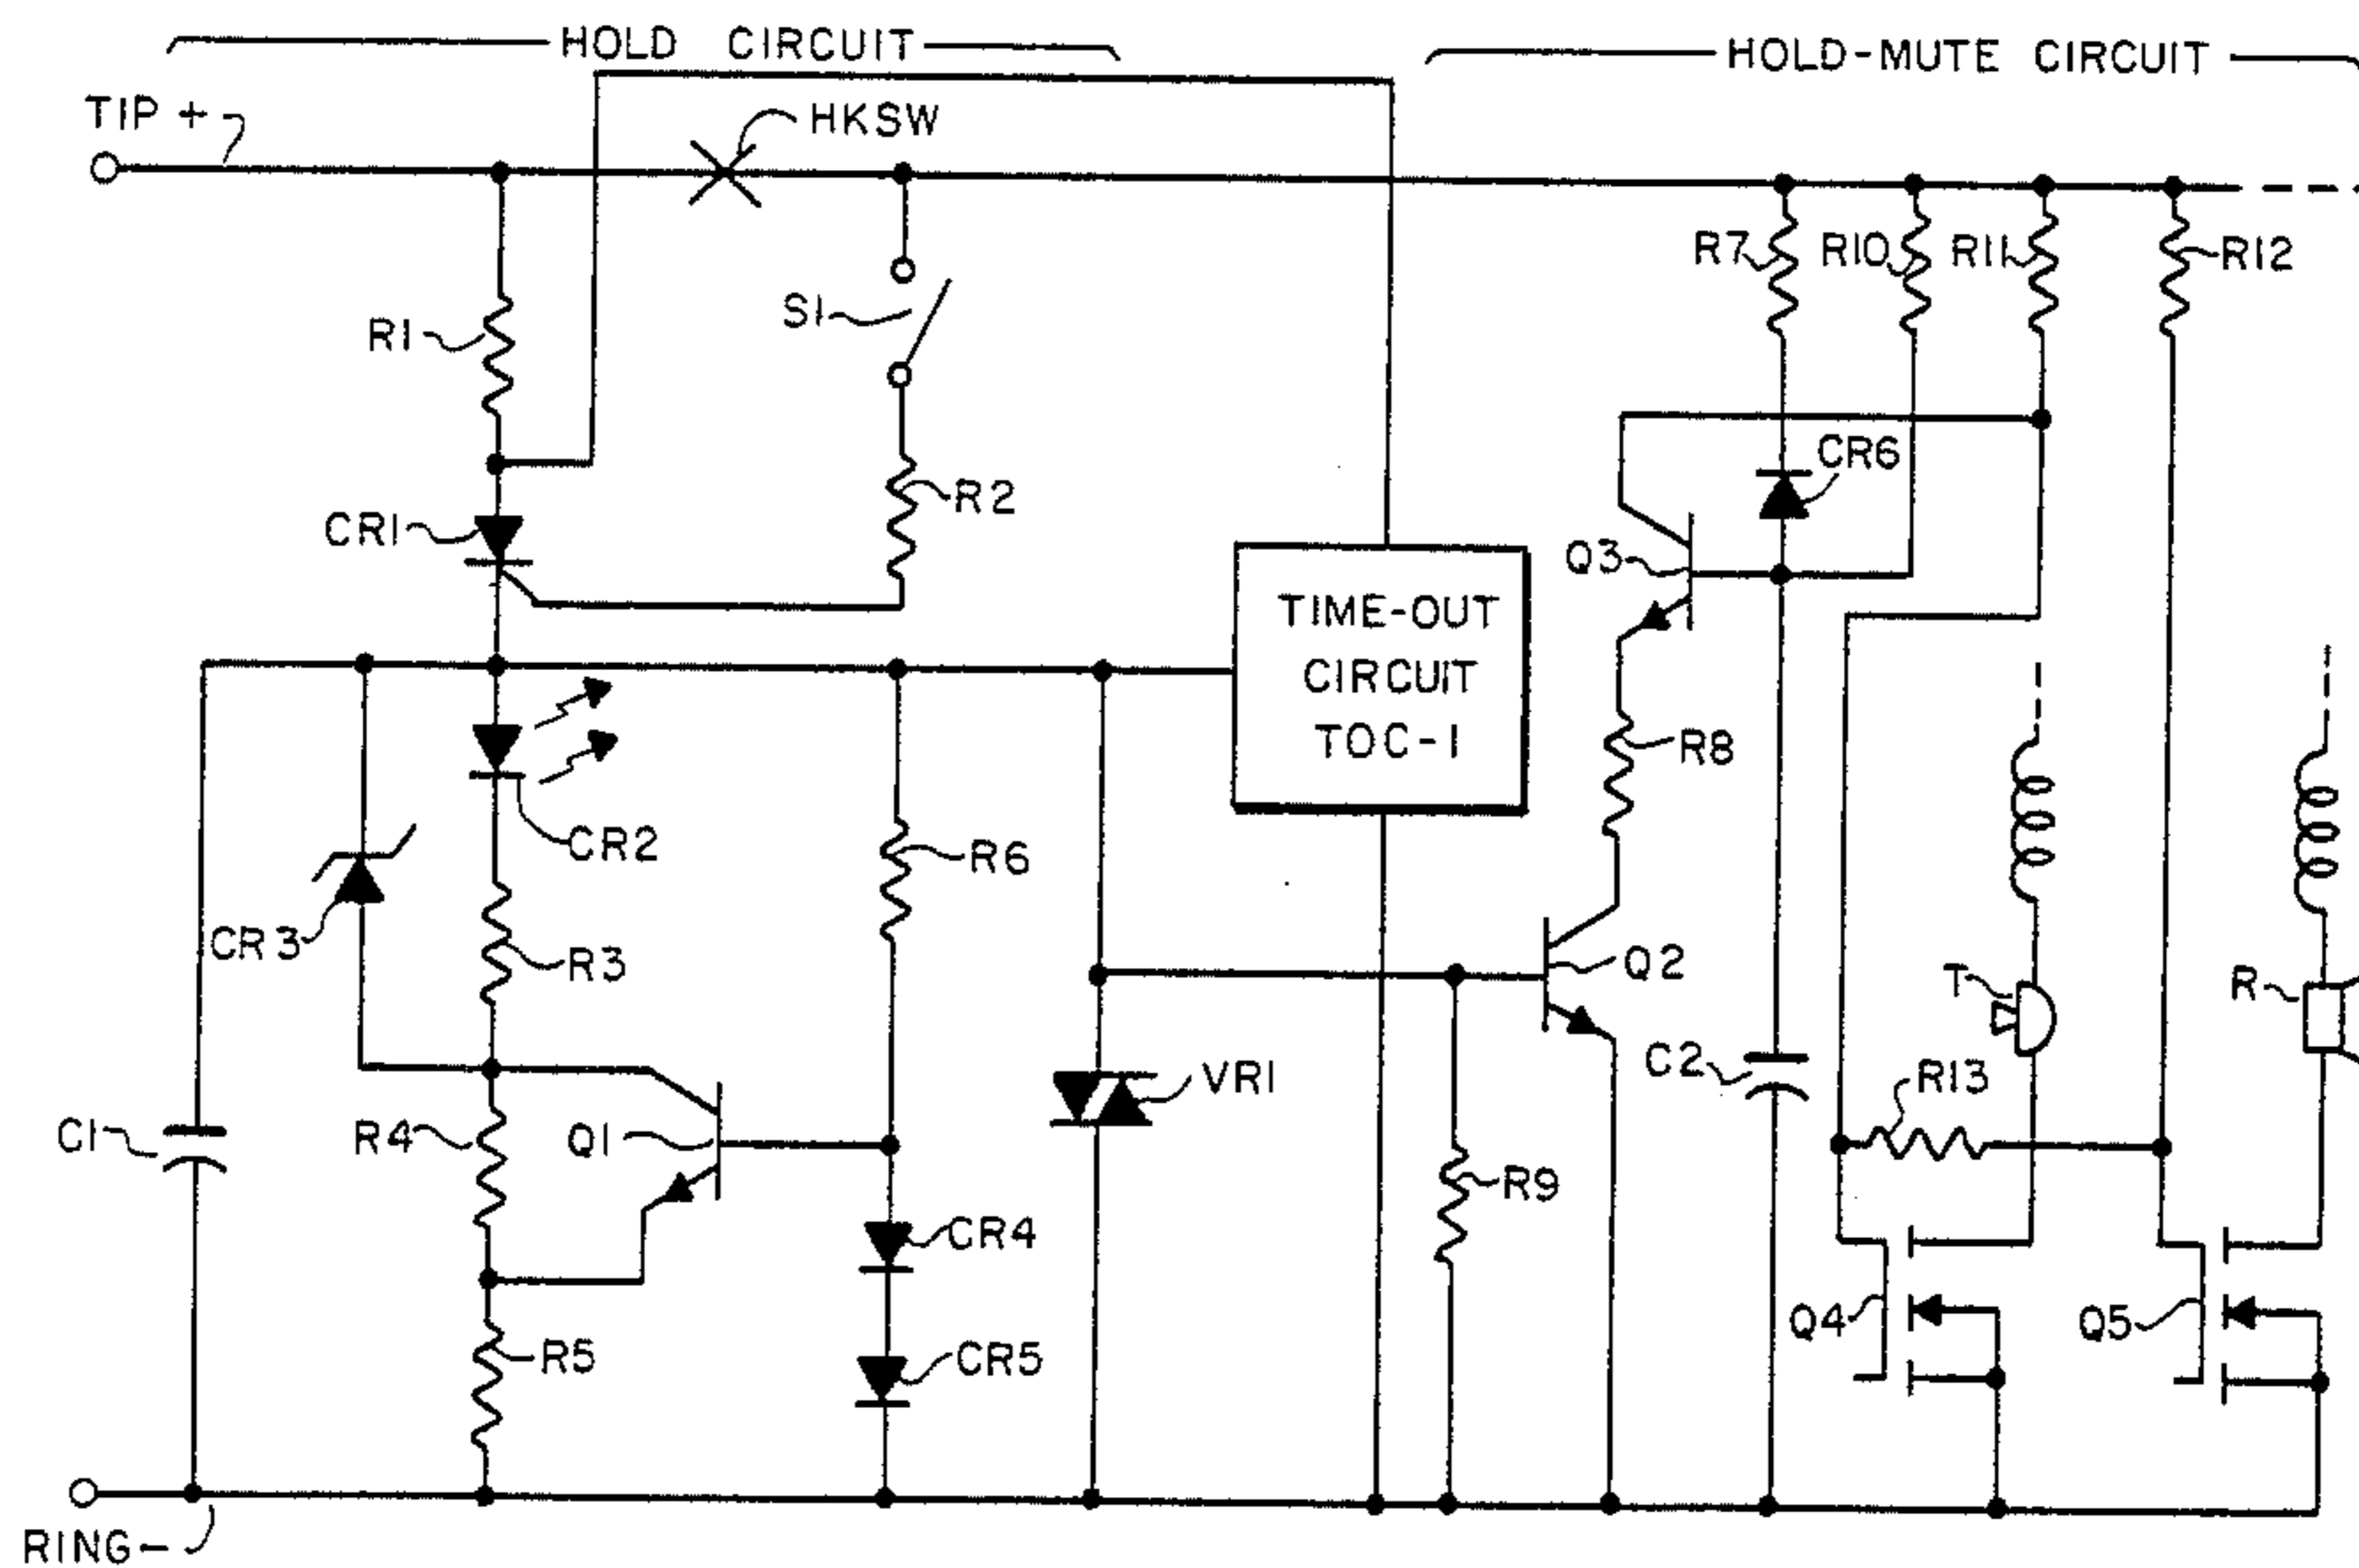 HOLD CIRCUIT
HOLD-MUTE CIRCUIT
TIP +
HKSW
R7
R10
R11
R12
S1
R1
R2
CR1
CR6
Q3
TIME-OUT
CIRCUIT
TOC-1
R8
CR2
R6
CR3
R3
Q2
T
R
C2
R13
VR1
C1
R4
Q1
R9
CR4
Q4
Q5
R5
CR5
RING-